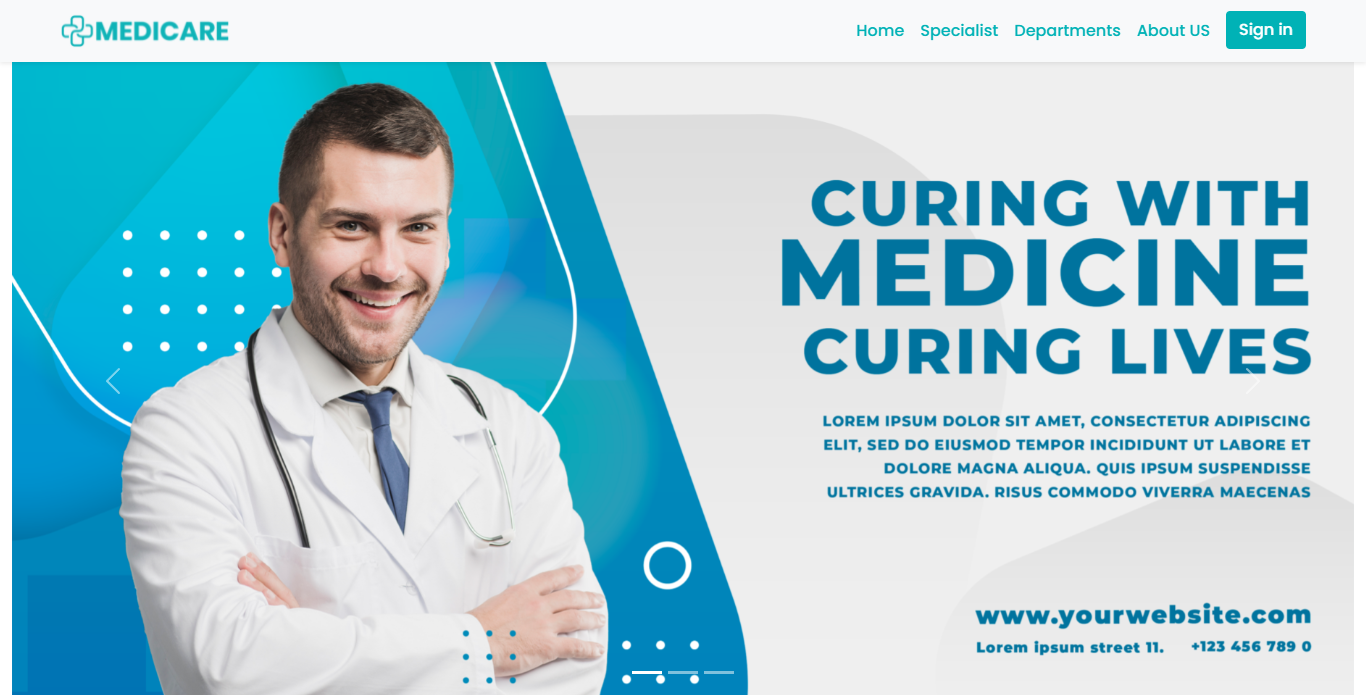 MEDICARE
Home Specialist Departments About US Sign in
CURING WITH
MEDICINE
CURING LIVES
LOREM IPSUM DOLOR SIT AMET, CONSECTETUR ADIPISCING
ELIT, SED DO EIUSMOD TEMPOR INCIDIDUNT UT LABORE ET
DOLORE MAGNA ALIQUA. QUIS IPSUM SUSPENDISSE
ULTRICES GRAVIDA. RISUS COMMODO VIVERRA MAECENAS
www.yourwebsite.com
Lorem ipsum street 11. +123 456 789 0